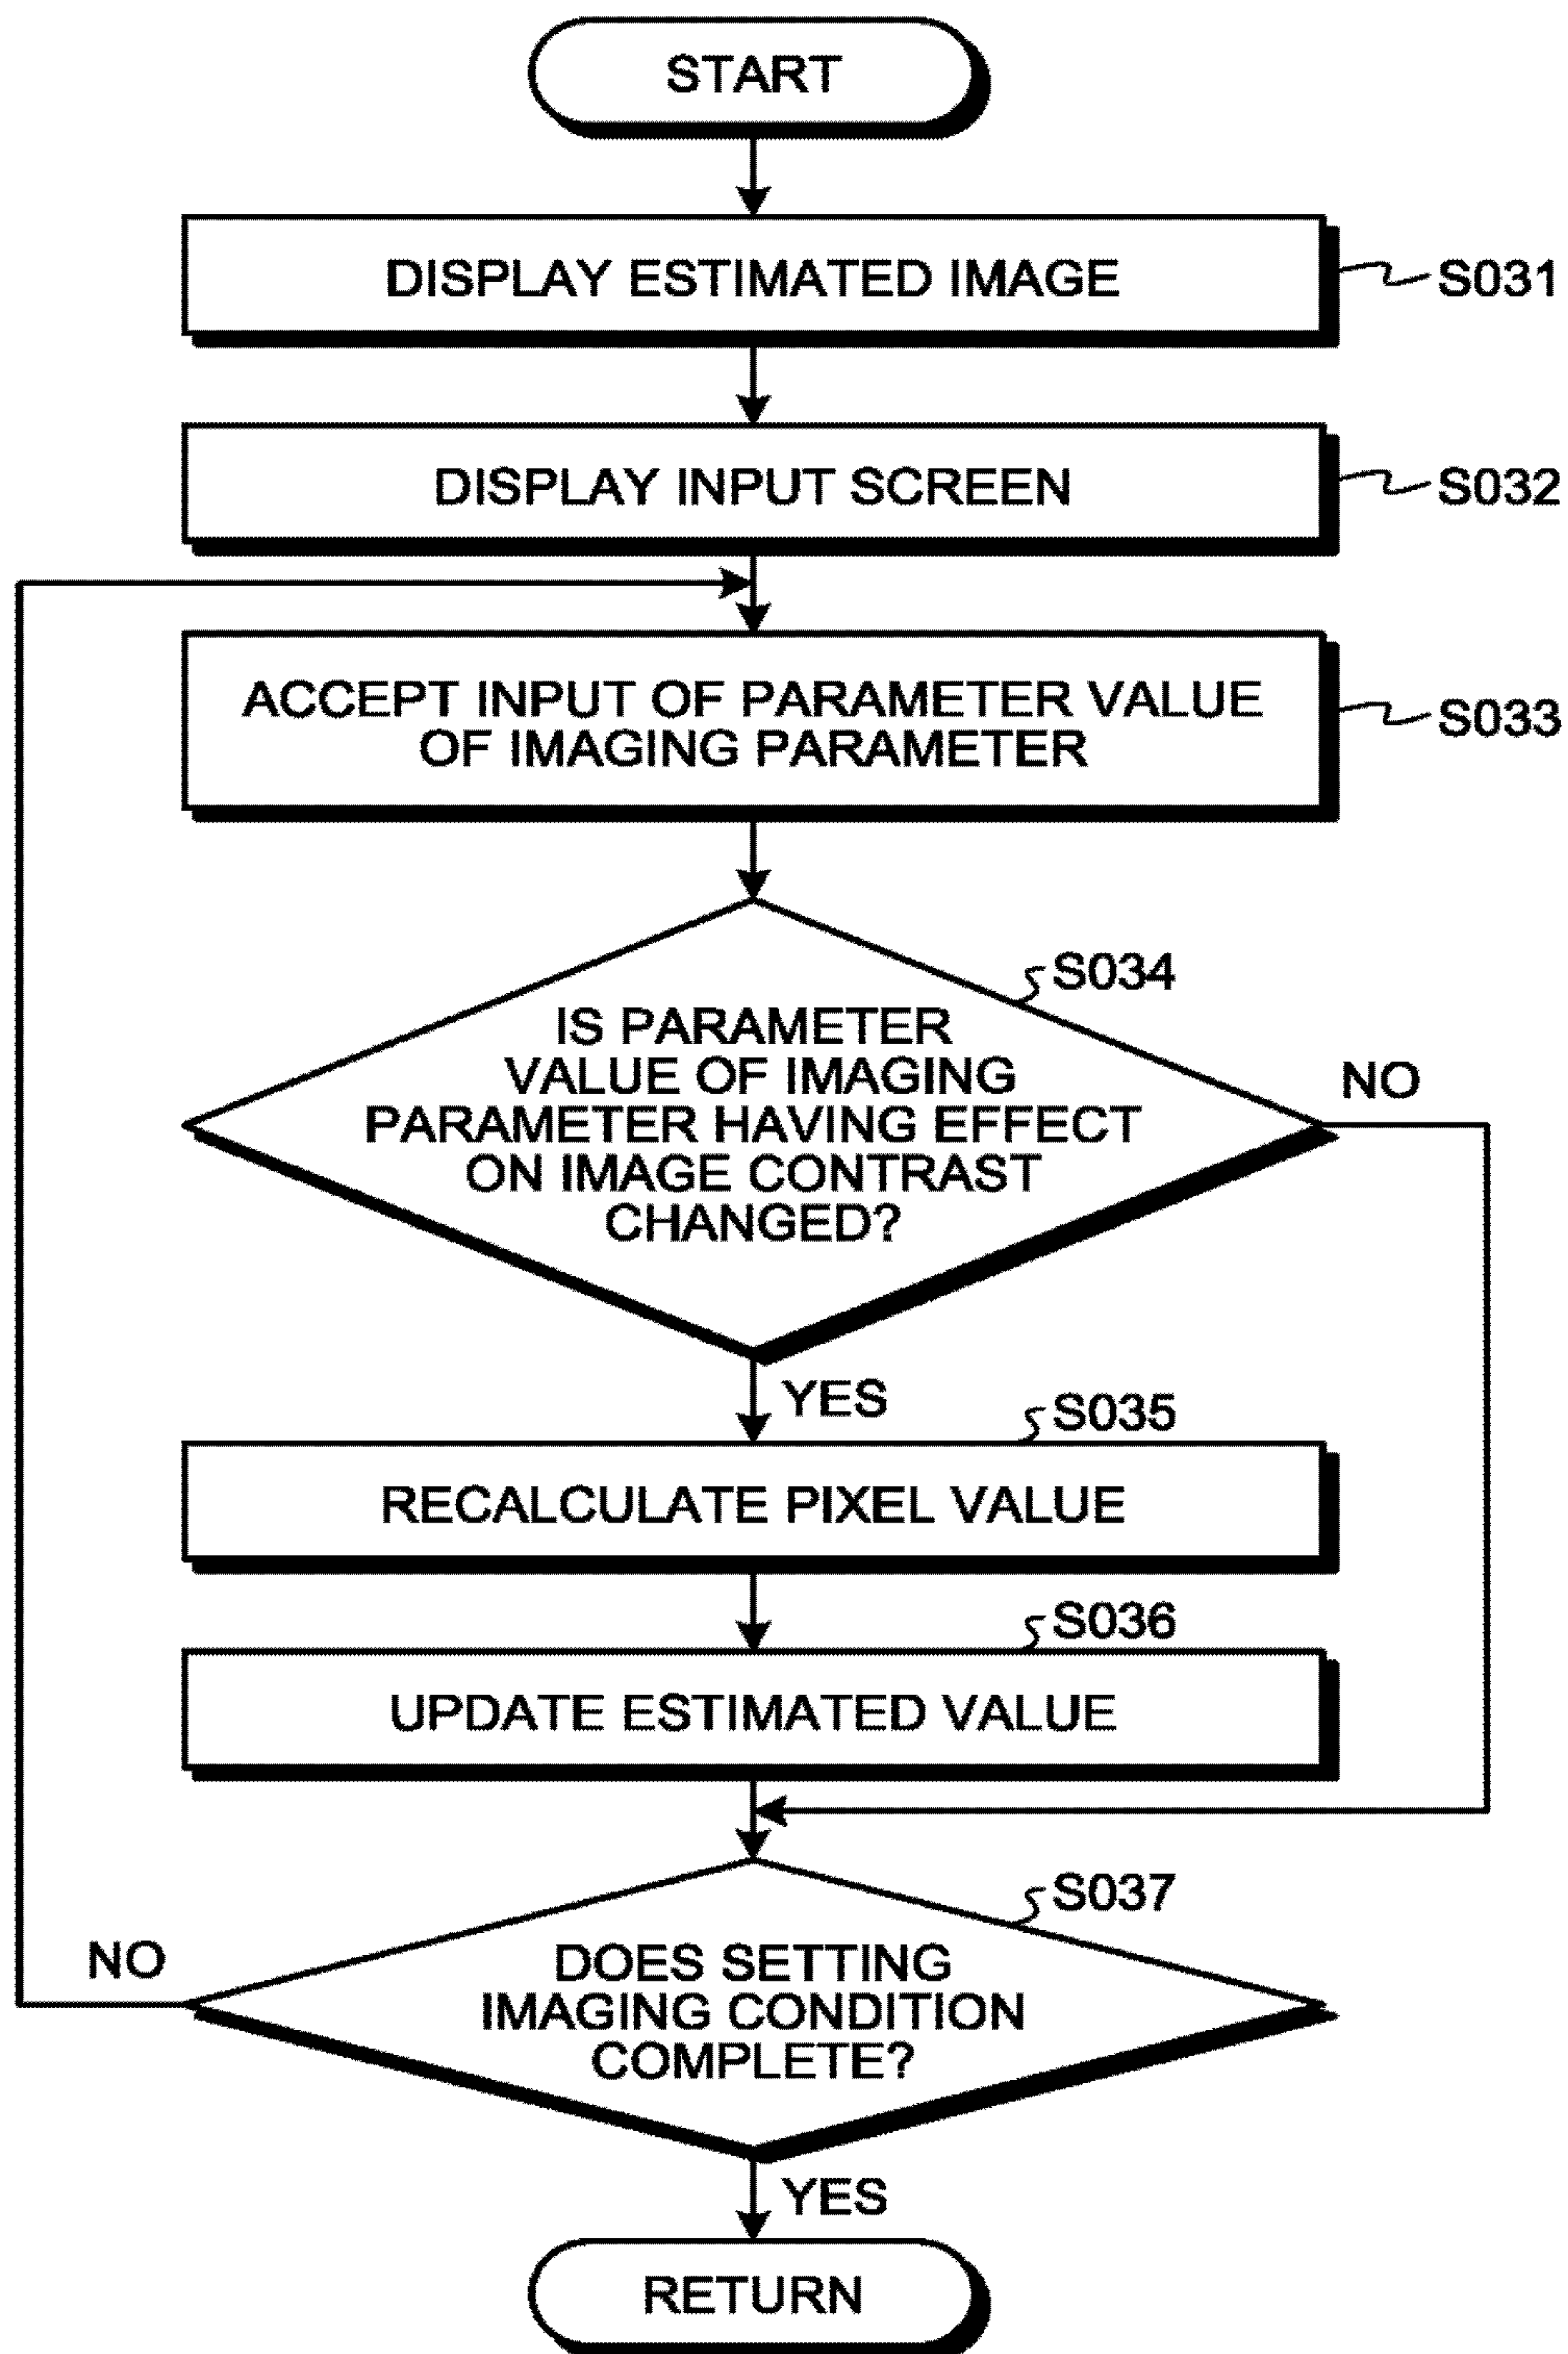 START
DISPLAY ESTIMATED IMAGE
S031
DISPLAY INPUT SCREEN
S032
ACCEPT INPUT OF PARAMETER VALUE
OF IMAGING PARAMETER
S033
S034
IS PARAMETER
VALUE OF IMAGING
PARAMETER HAVING EFFECT
ON IMAGE CONTRAST
CHANGED?
NO
YES
S035
RECALCULATE PIXEL VALUE
S036
UPDATE ESTIMATED VALUE
S037
NO
DOES SETTING
IMAGING CONDITION
COMPLETE?
YES
RETURN